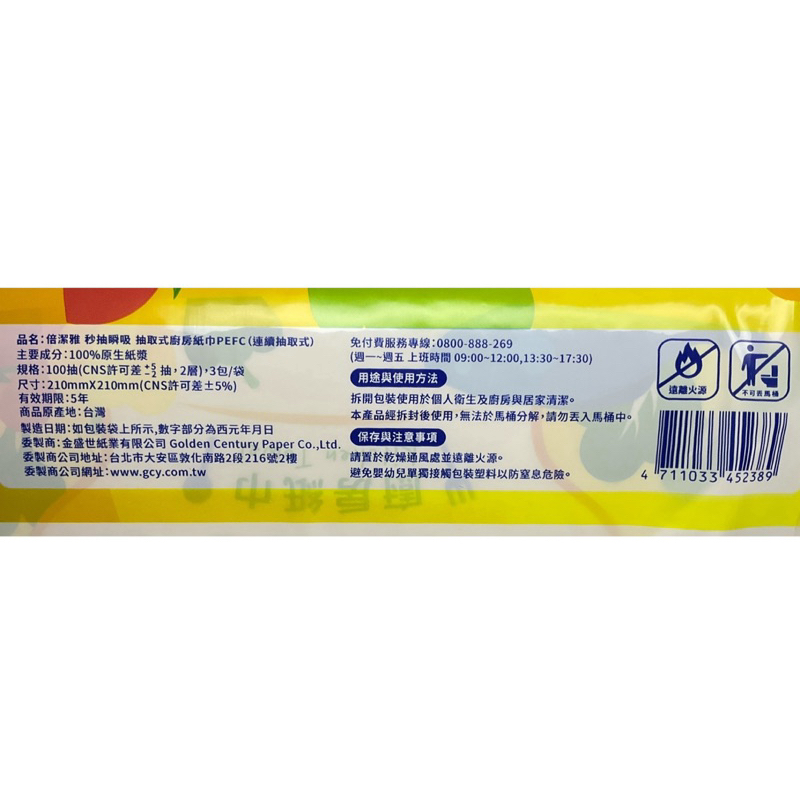 品名：倍潔雅 秒抽瞬吸 抽取式廚房紙巾PEFC（連續抽取式）
主要成分：100%原生紙漿
規格：100抽(CNS許可差 +5 -2 抽，2層)，3包/袋
尺寸：210mmX210mm(CNS許可差±5%)
有效期限：5年
商品原產地：台灣
製造日期：如包裝袋上所示，數字部分為西元年月日
委製商：金盛世紙業有限公司 Golden Century Paper Co.,Ltd.
委製商公司地址：台北市大安區敦化南路2段216號2樓
委製商公司網址：www.gcy.com.tw
免付費服務專線：0800-888-269
(週一~週五 上班時間 09:00~12:00,13:30~17:30)
用途與使用方法
拆開包裝使用於個人衛生及廚房與居家清潔。
本產品經拆封後使用，無法於馬桶分解，請勿丟入馬桶中。
保存與注意事項
請置於乾燥通風處並遠離火源。
避免嬰幼兒單獨接觸包裝塑料以防窒息危險。
遠離火源
不可丟馬桶
4 711033 452389
廚房紙巾